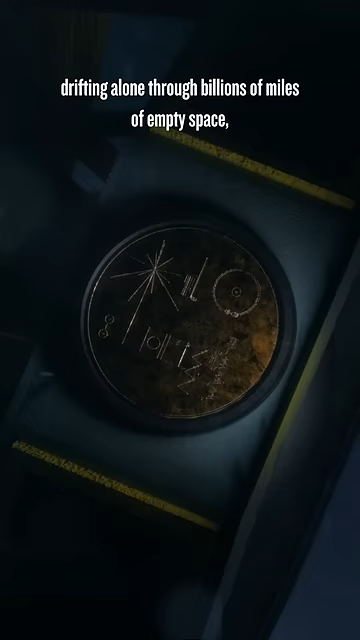 drifting alone through billions of miles
of empty space,